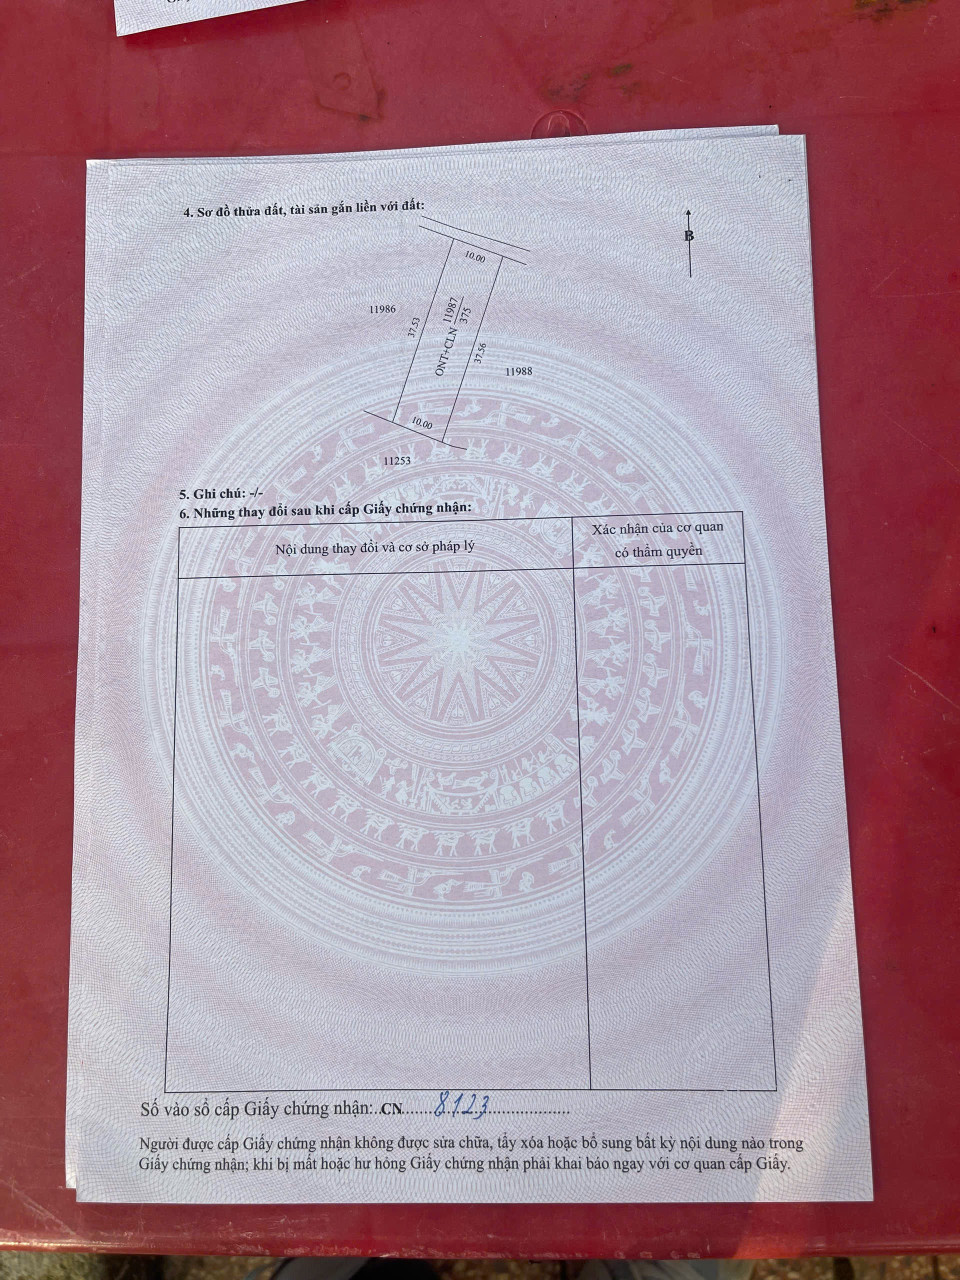 4. Sơ đồ thửa đất, tài sản gắn liền với đất:
B
10.00
11986
37.53
ONT+CLN 11987
375
37.56
11988
10.00
11253
5. Ghi chú: -/-
6. Những thay đổi sau khi cấp Giấy chứng nhận:
Nội dung thay đổi và cơ sở pháp lý
Xác nhận của cơ quan
có thẩm quyền
Số vào sổ cấp Giấy chứng nhận:..CN.......8123....................
Người được cấp Giấy chứng nhận không được sửa chữa, tẩy xóa hoặc bổ sung bất kỳ nội dung nào trong
Giấy chứng nhận; khi bị mất hoặc hư hỏng Giấy chứng nhận phải khai báo ngay với cơ quan cấp Giấy.